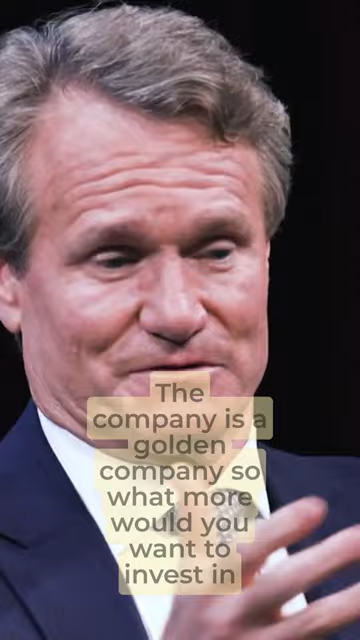 The
company is a
golden
company so
what more
would you
want to
invest in